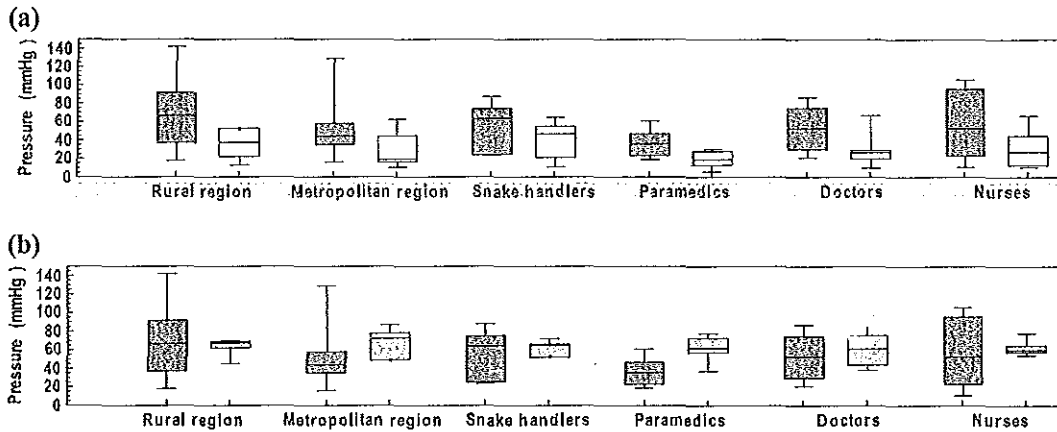 (a)
Pressure (mmHg)
140
120
100
80
60
40
20
0
Rural region Metropolitan region Snake handlers Paramedics Doctors Nurses
(b)
Pressure (mmHg)
140
120
100
80
60
40
20
0
Rural region Metropolitan region Snake handlers Paramedics Doctors Nurses